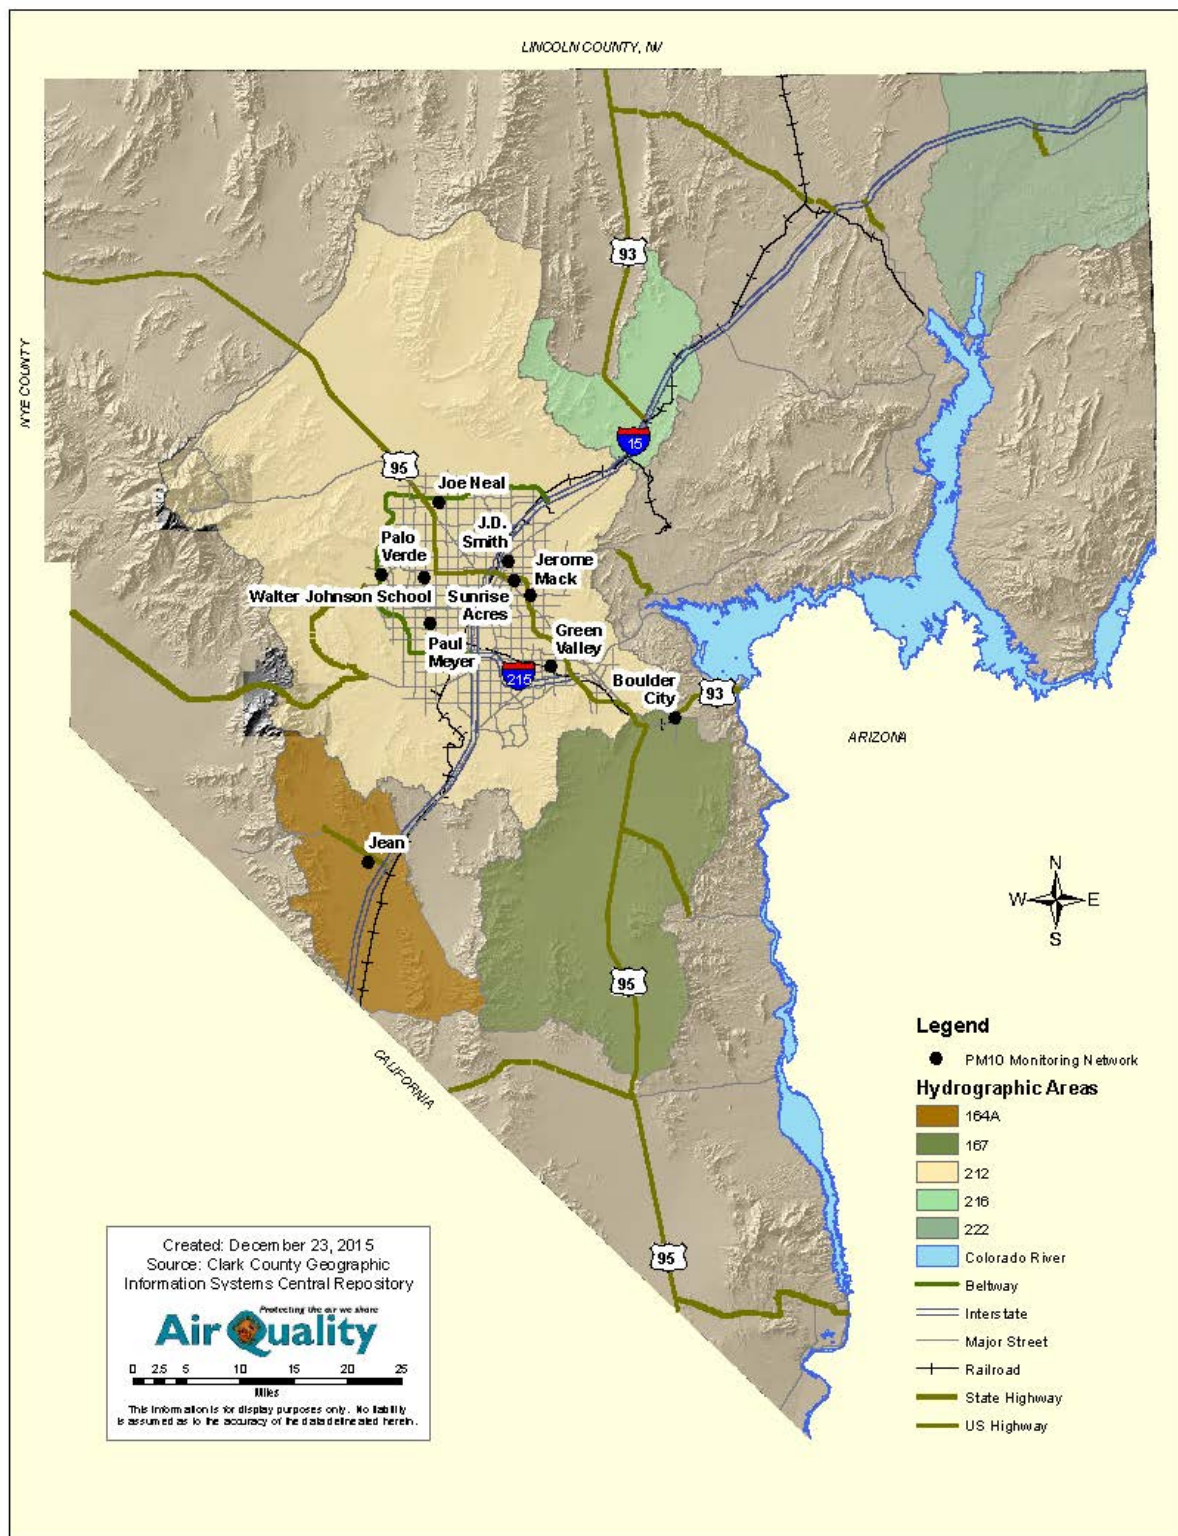 LINCOLN COUNTY, NV
93
NYE COUNTY
15
95
Joe Neal
J.D.
Smith
Palo
Verde
Jerome
Mack
Walter Johnson School
Sunrise
Acres
Paul
Meyer
Green
Valley
215
Boulder
City
93
ARIZONA
Jean
N
W
E
S
95
CALIFORNIA
95
Legend
PM10 Monitoring Network
Hydrographic Areas
164A
167
212
216
222
Colorado River
Beltway
Interstate
Major Street
Railroad
State Highway
US Highway
Created: December 23, 2015
Source: Clark County Geographic
Information Systems Central Repository
Protecting the air we share
Air Quality
0 2.5 5 10 15 20 25
Miles
This information is for display purposes only. No liability
is assumed as to the accuracy of the data delineated herein.